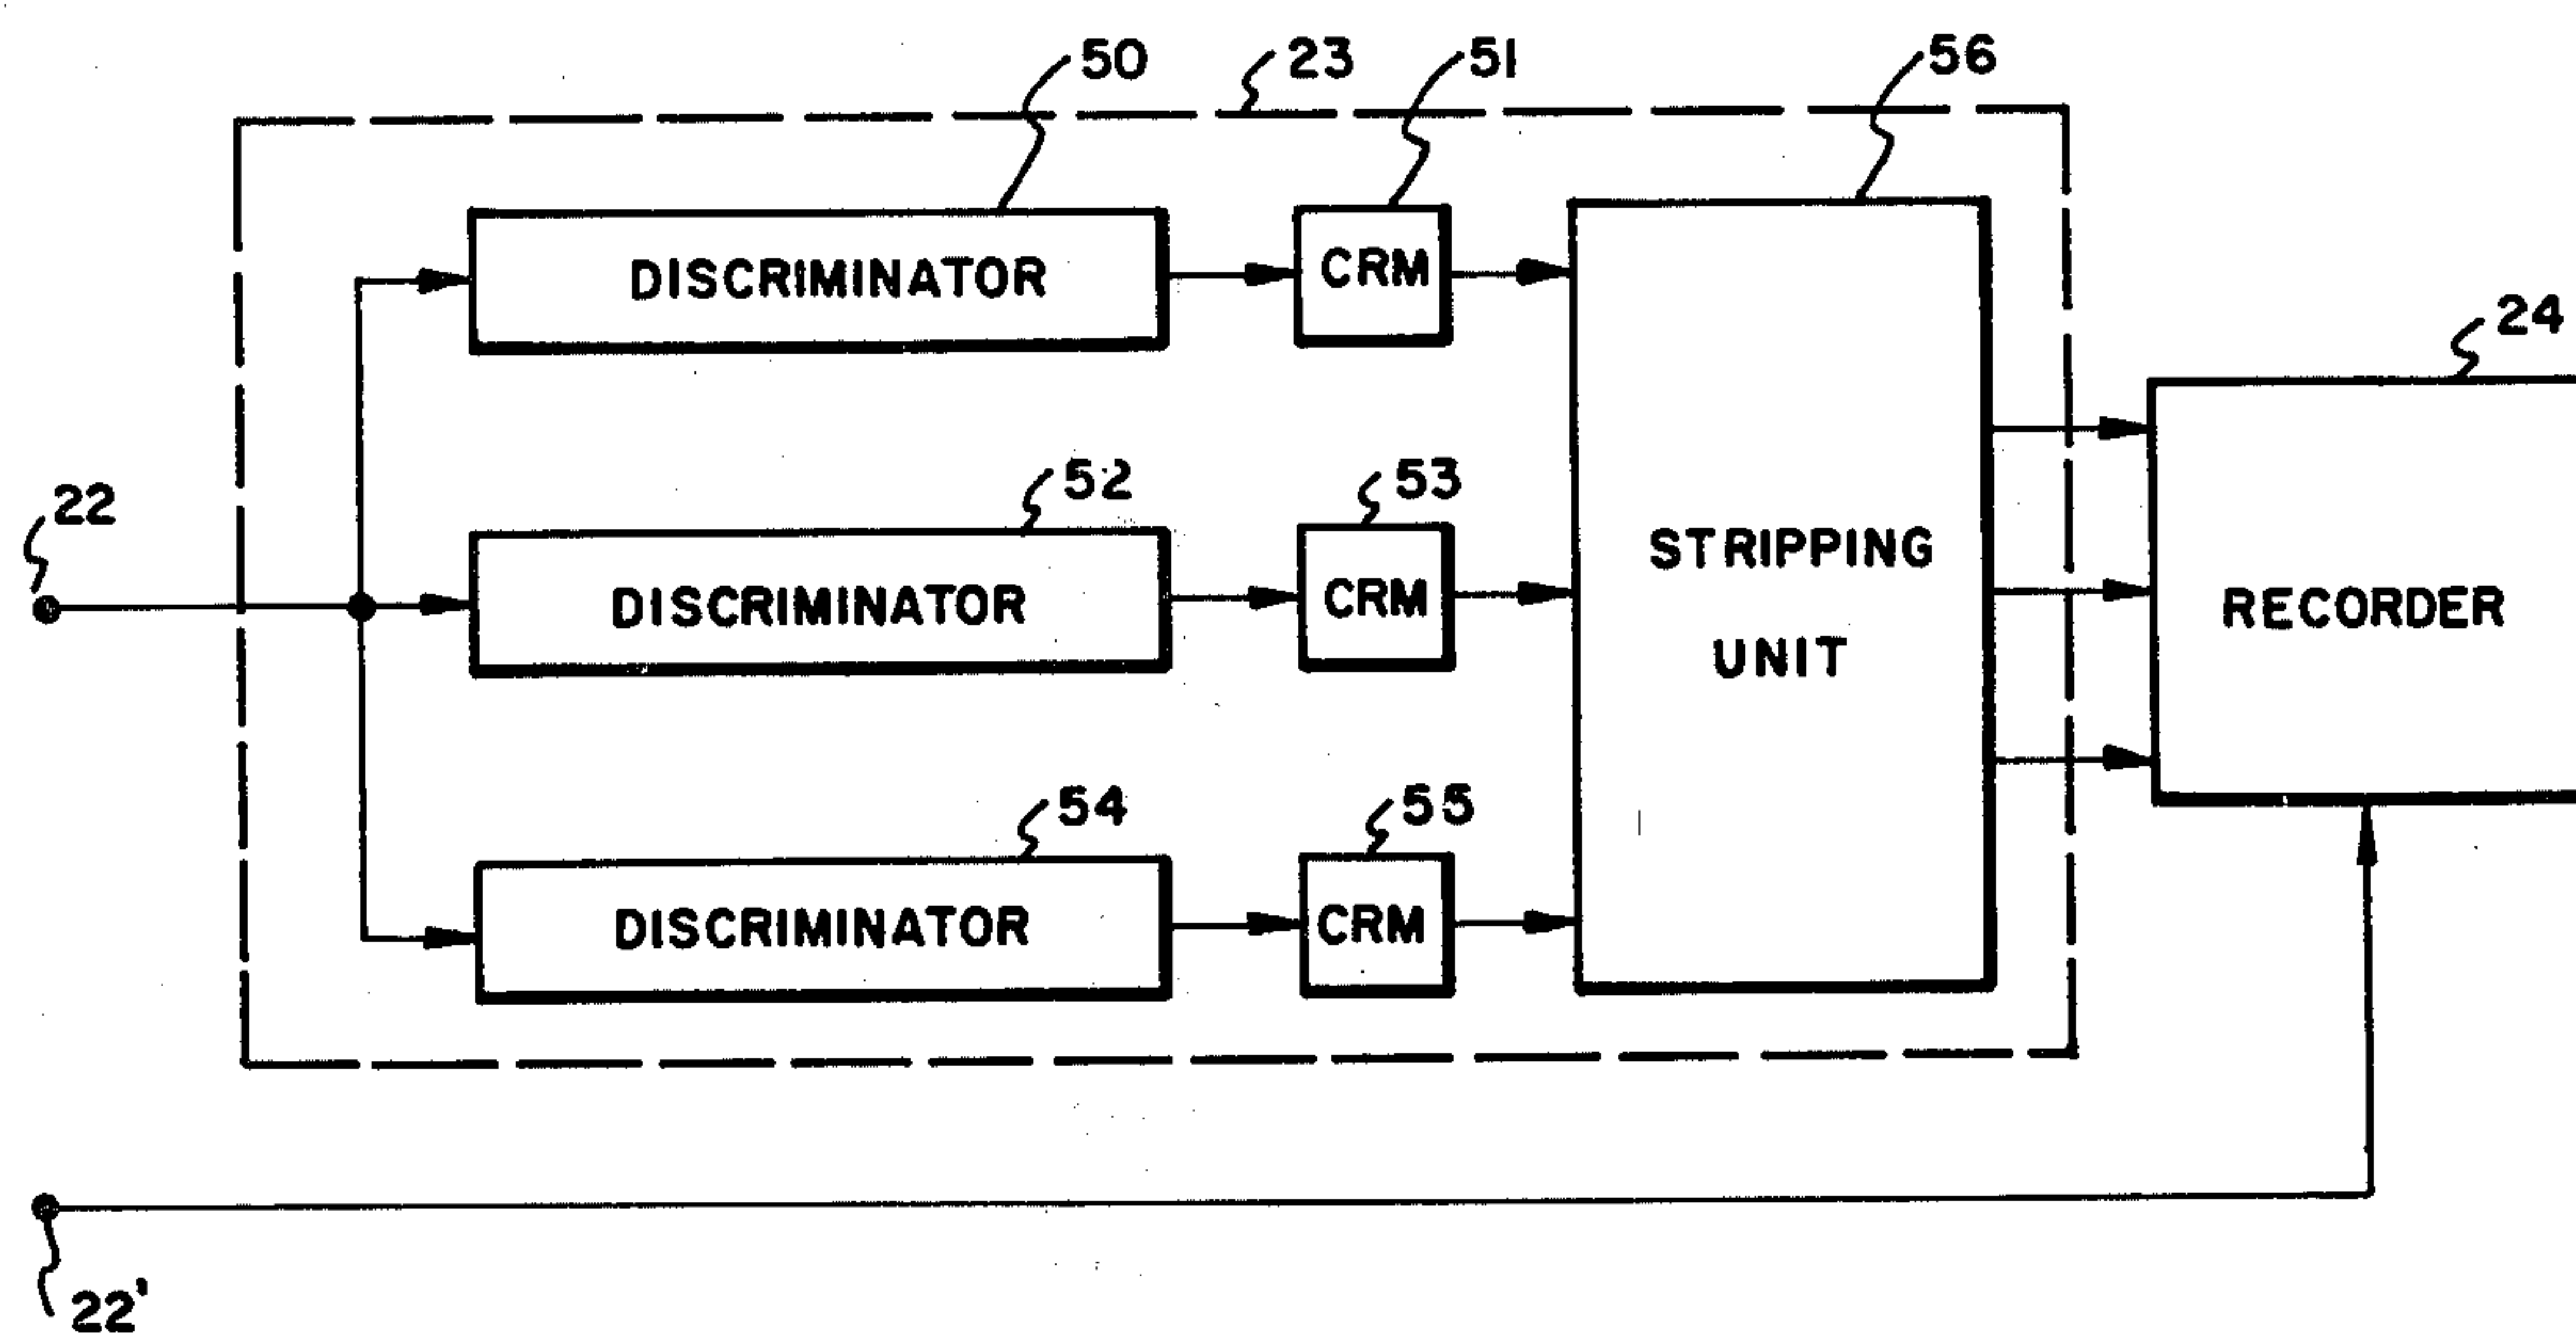 50
23
51
56
DISCRIMINATOR
CRM
24
22
52
53
DISCRIMINATOR
CRM
STRIPPING
UNIT
RECORDER
54
55
DISCRIMINATOR
CRM
22'